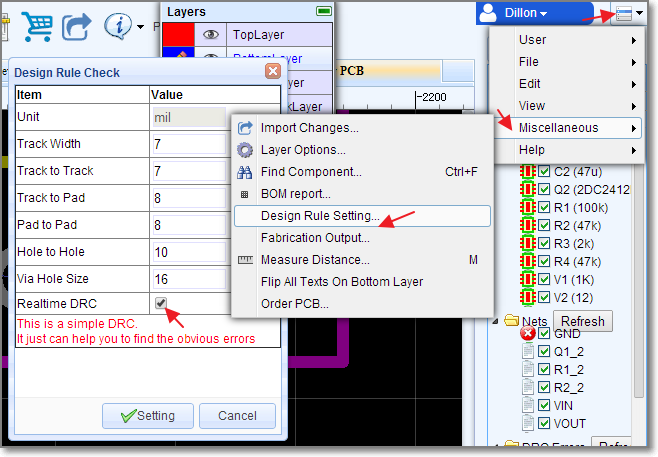 Dillon
Layers
TopLayer
BottomLayer
Layer
kLayer
PCB
-2200
User
File
Edit
View
Miscellaneous
Help
Design Rule Check
Item Value
Unit mil
Track Width 7
Track to Track 7
Track to Pad 8
Pad to Pad 8
Hole to Hole 10
Via Hole Size 16
Realtime DRC
This is a simple DRC.
It just can help you to find the obvious errors
Setting Cancel
Import Changes...
Layer Options...
Find Component... Ctrl+F
BOM report...
Design Rule Setting...
Fabrication Output...
Measure Distance... M
Flip All Texts On Bottom Layer
Order PCB...
C2 (47u)
Q2 (2DC2412
R1 (100k)
R2 (47k)
R3 (2k)
R4 (47k)
V1 (1K)
V2 (12)
Nets Refresh
GND
Q1_2
R1_2
R2_2
VIN
VOUT
DRC Errors Refre